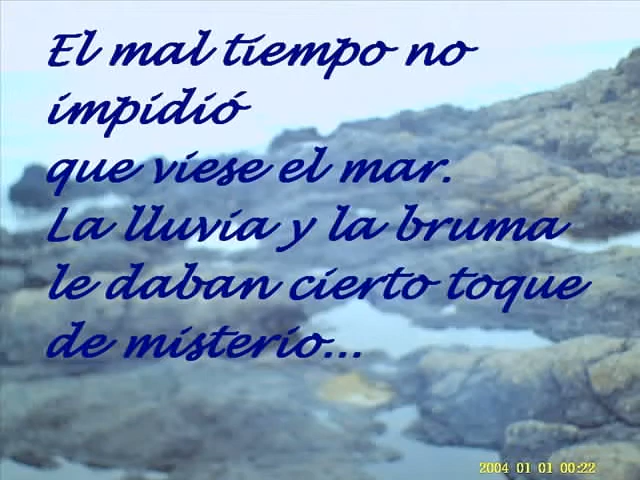 El mal tiempo no
impidió
que viese el mar.
La lluvia y la bruma
le daban cierto toque
de misterio...
2004 01 01 00:22